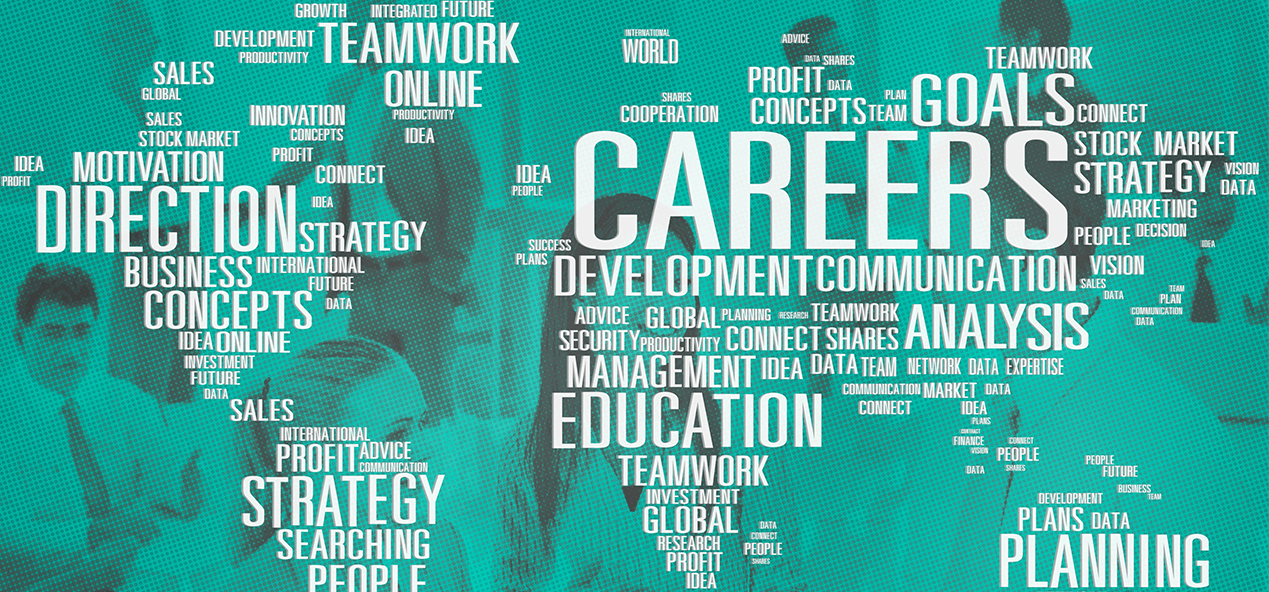 GROWTH INTEGRATED FUTURE
DEVELOPMENT TEAMWORK
PRODUCTIVITY
SALES
GLOBAL
ONLINE
PRODUCTIVITY
INNOVATION
SALES
CONCEPTS
IDEA
STOCK MARKET
PROFIT
IDEA
MOTIVATION
CONNECT
PROFIT
DIRECTION
IDEA
STRATEGY
BUSINESS INTERNATIONAL
FUTURE
CONCEPTS DATA
IDEA ONLINE
INVESTMENT
FUTURE
DATA
SALES
INTERNATIONAL
PROFIT ADVICE
COMMUNICATION
STRATEGY
SEARCHING
PEOPLE
INTERNATIONAL
WORLD
ADVICE
DATA SHARES
PROFIT DATA
SHARES
COOPERATION
CONCEPTS TEAM
PLAN
TEAMWORK
GOALS CONNECT
IDEA
PEOPLE
CAREERS
STOCK MARKET
STRATEGY
VISION
DATA
MARKETING
PEOPLE DECISION
IDEA
SUCCESS
PLANS
DEVELOPMENT COMMUNICATION VISION
SALES
DATA
TEAM
PLAN
COMMUNICATION
DATA
ADVICE GLOBAL PLANNING RESEARCH TEAMWORK
SECURITY PRODUCTIVITY CONNECT SHARES ANALYSIS
MANAGEMENT IDEA DATA TEAM NETWORK DATA EXPERTISE
EDUCATION
COMMUNICATION MARKET DATA
CONNECT
IDEA
PLANS
CONTRACT
FINANCE
VISION
CONNECT
PEOPLE
SHARES
DATA
TEAMWORK
INVESTMENT
GLOBAL
RESEARCH
PROFIT
IDEA
DATA
CONNECT
PEOPLE
SHARES
PEOPLE
FUTURE
BUSINESS
TEAM
DEVELOPMENT
PLANS DATA
PLANNING